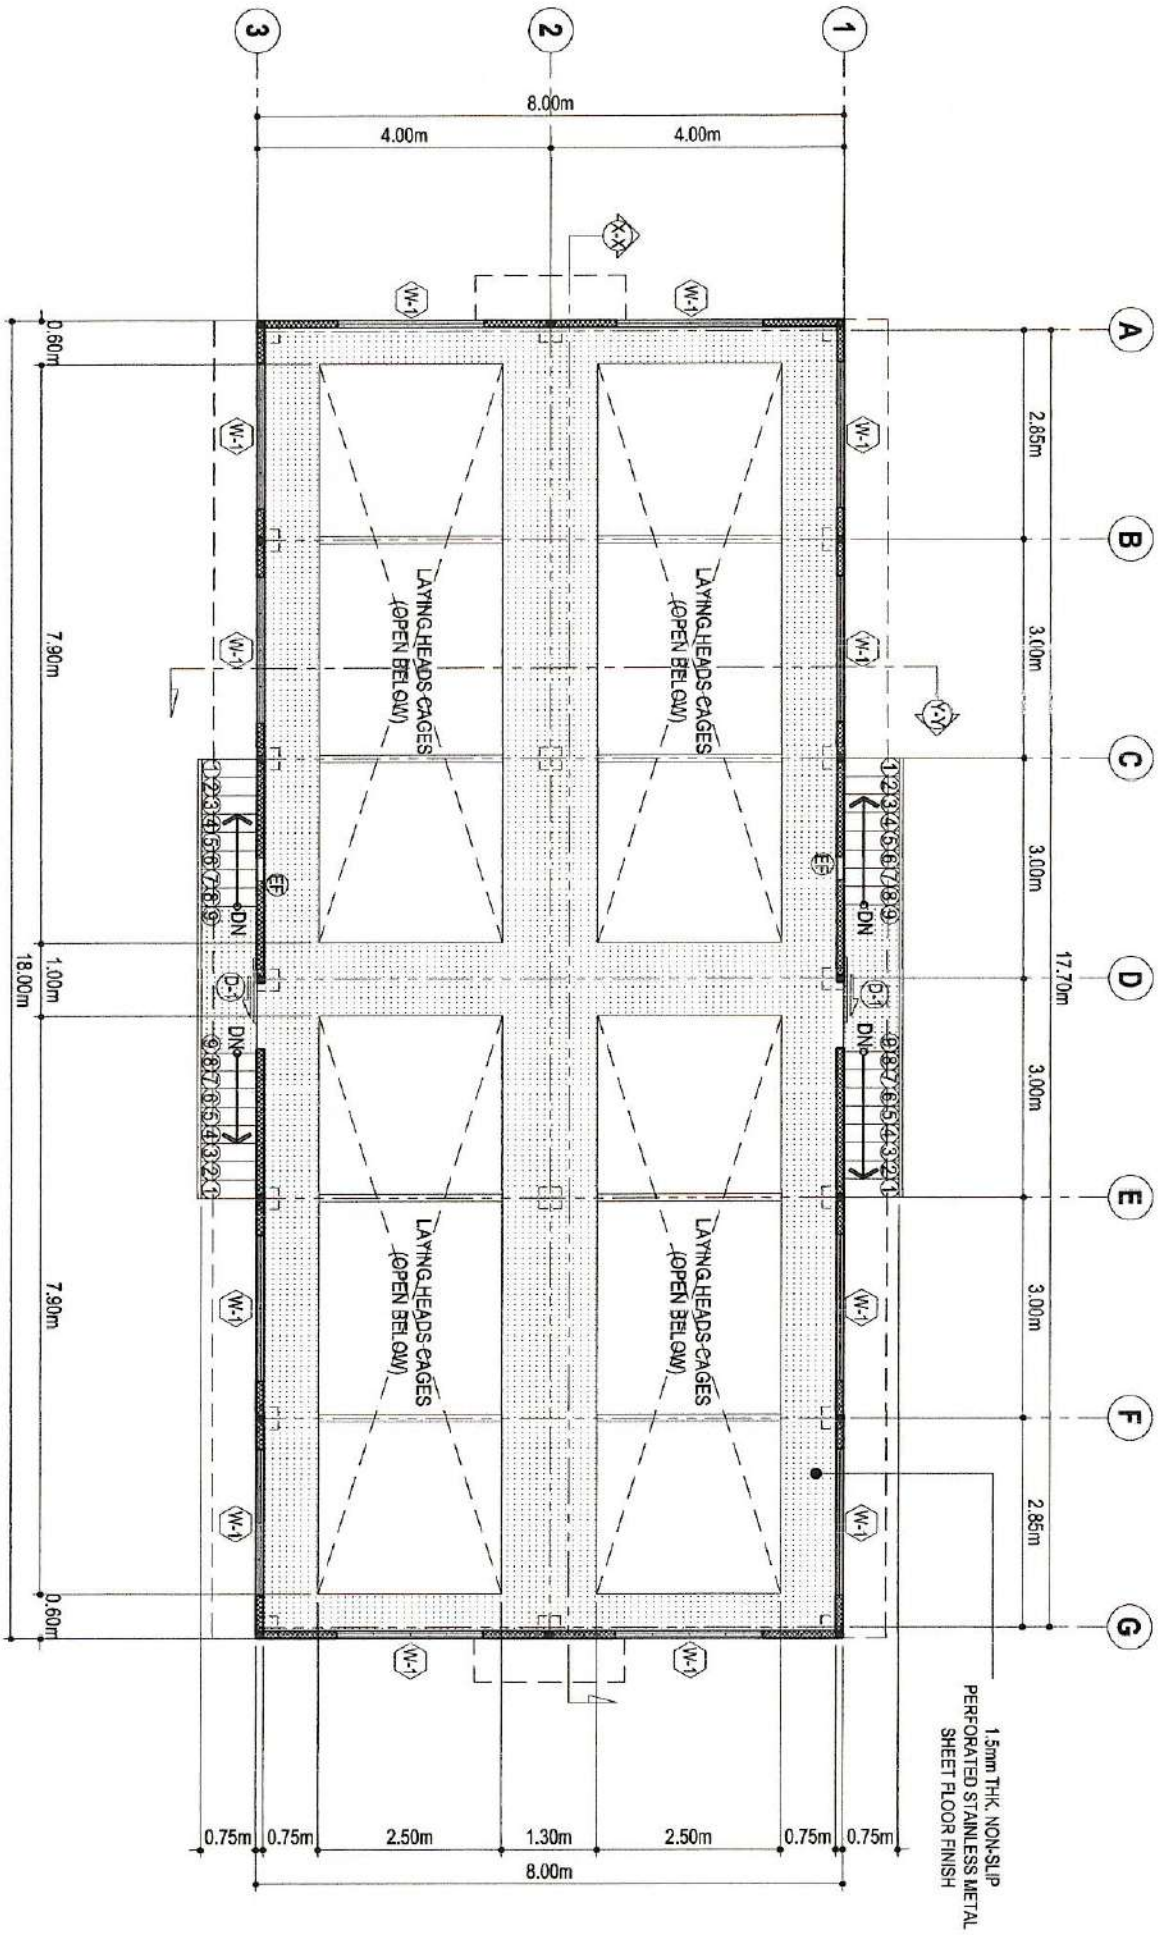 3
2
1
8.00m
4.00m
4.00m
X-X
W-1
W-1
A
0.60m
2.85m
W-1
W-1
B
LAYING HEADS CAGES
(OPEN BELOW)
LAYING HEADS CAGES
(OPEN BELOW)
7.90m
3.00m
W-1
W-1
Y-Y
C
1 2 3 4 5 6 7 8 9
DN
EF
1 2 3 4 5 6 7 8 9
DN
EF
3.00m
17.70m
1.00m
18.00m
D-1
D-1
D
DN
9 8 7 6 5 4 3 2 1
DN
9 8 7 6 5 4 3 2 1
3.00m
E
LAYING HEADS CAGES
(OPEN BELOW)
LAYING HEADS CAGES
(OPEN BELOW)
7.90m
3.00m
W-1
W-1
F
W-1
W-1
2.85m
0.60m
G
W-1
W-1
1.5mm THK. NON-SLIP
PERFORATED STAINLESS METAL
SHEET FLOOR FINISH
0.75m
0.75m
2.50m
1.30m
2.50m
0.75m
0.75m
8.00m